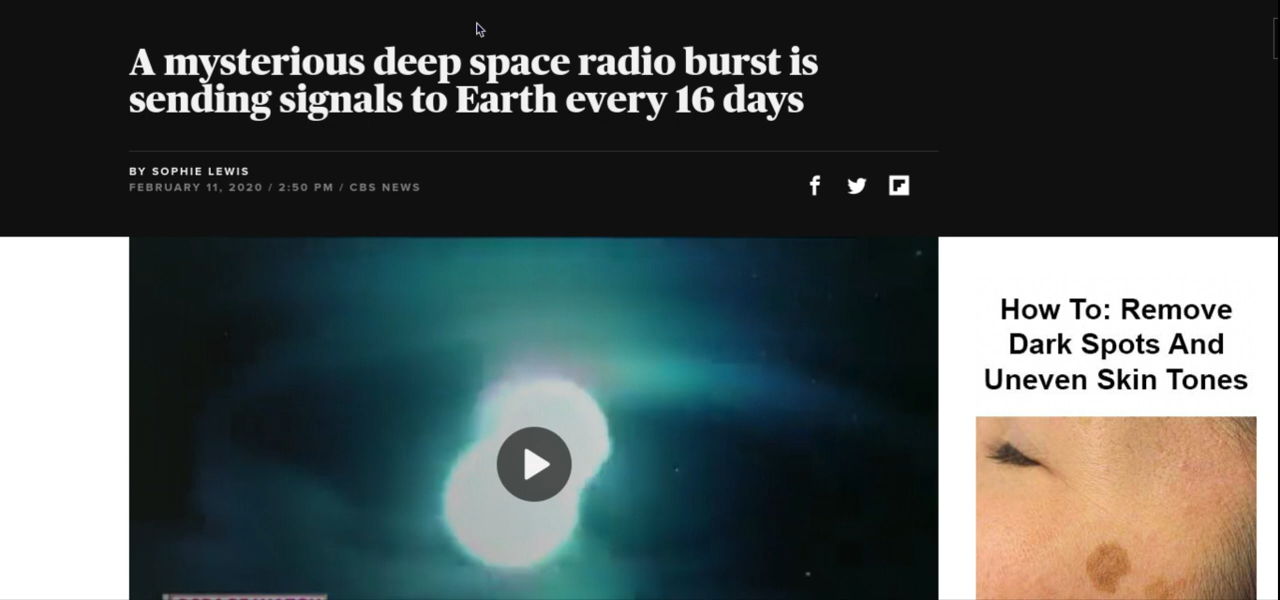 A mysterious deep space radio burst is
sending signals to Earth every 16 days
BY SOPHIE LEWIS
FEBRUARY 11, 2020 / 2:50 PM / CBS NEWS
How To: Remove
Dark Spots And
Uneven Skin Tones